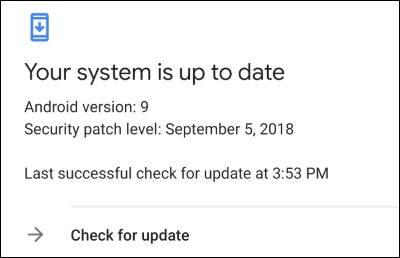 Your system is up to date
Android version: 9
Security patch level: September 5, 2018
Last successful check for update at 3:53 PM
Check for update